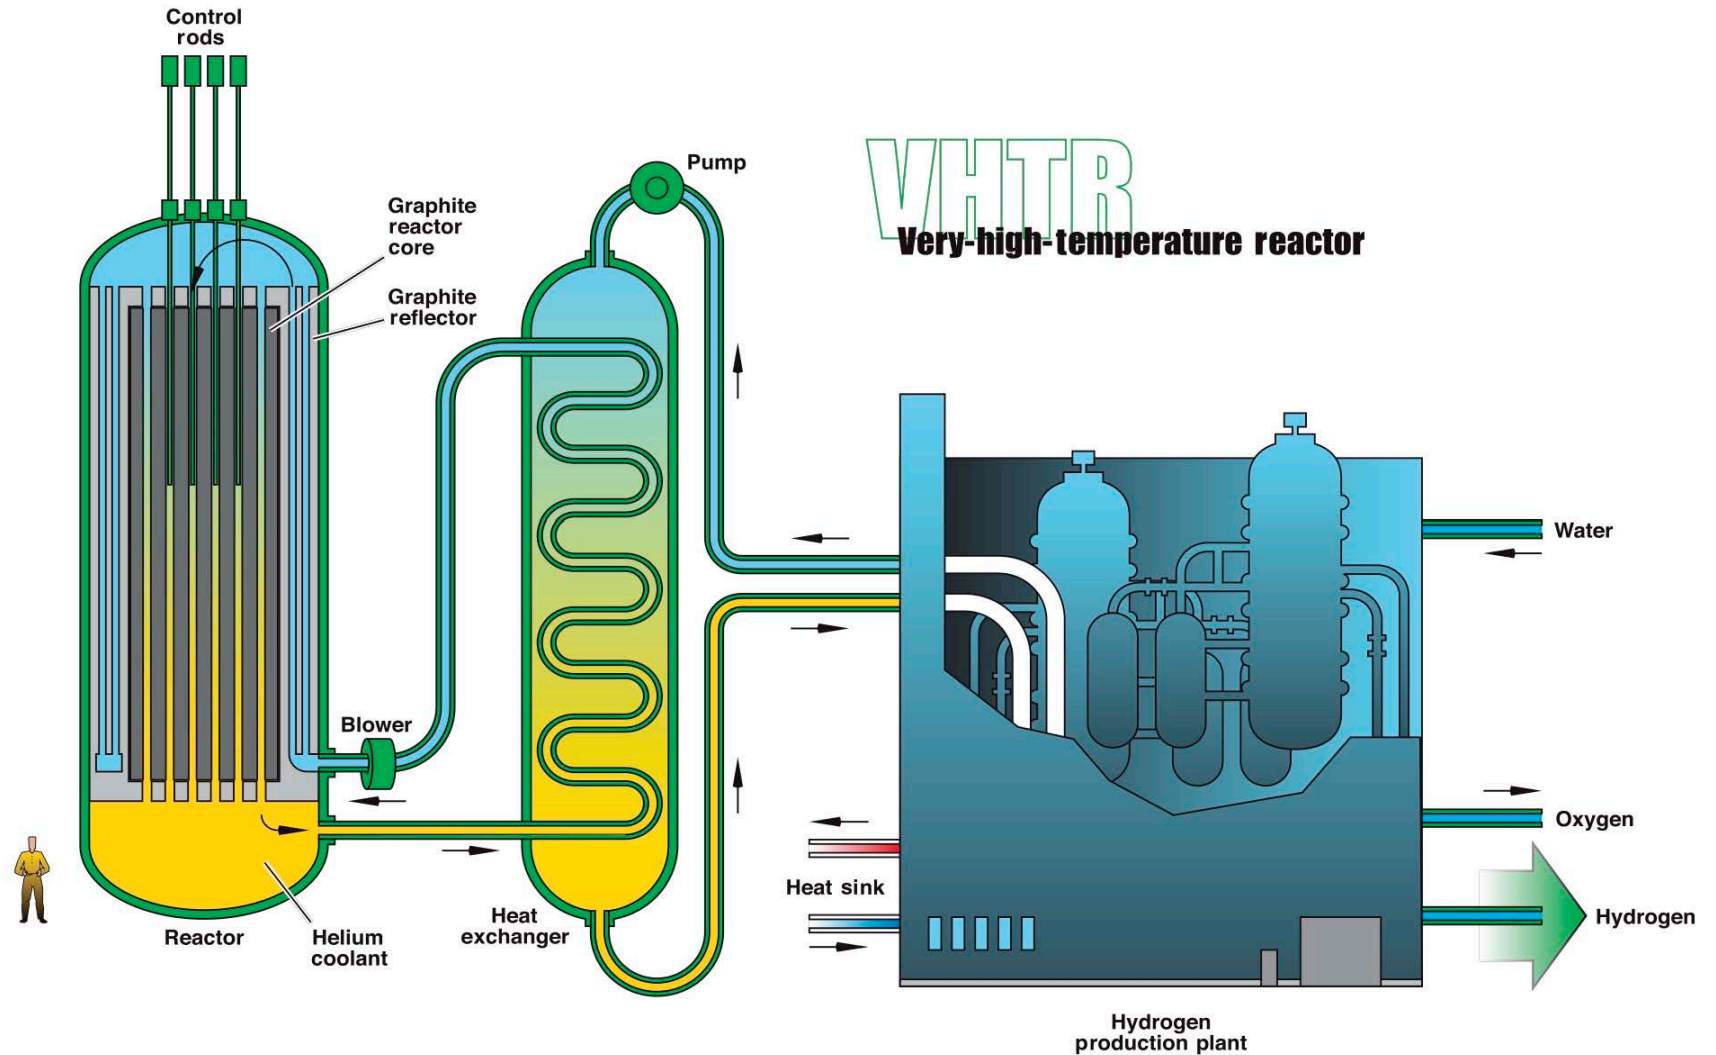 Control
rods
Pump
VHTR
Very-high-temperature reactor
Graphite
reactor
core
Graphite
reflector
Blower
Water
Oxygen
Heat sink
Hydrogen
Heat
exchanger
Reactor
Helium
coolant
Hydrogen
production plant